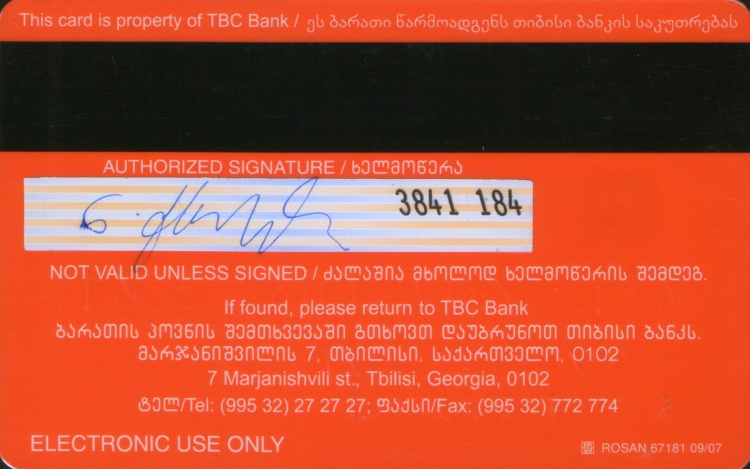 This card is property of TBC Bank / ეს ბარათი წარმოადგენს თიბისი ბანკის საკუთრებას
AUTHORIZED SIGNATURE / ხელმოწერა
3841 184
NOT VALID UNLESS SIGNED / ძალაშია მხოლოდ ხელმოწერის შემდეგ.
If found, please return to TBC Bank
ბარათის პოვნის შემთხვევაში გთხოვთ დაუბრუნოთ თიბისი ბანკს.
მარჯანიშვილის 7, თბილისი, საქართველო, 0102
7 Marjanishvili st., Tbilisi, Georgia, 0102
ტელ/Tel: (995 32) 27 27 27; ფაქსი/Fax: (995 32) 772 774
ELECTRONIC USE ONLY
ROSAN 67181 09/07